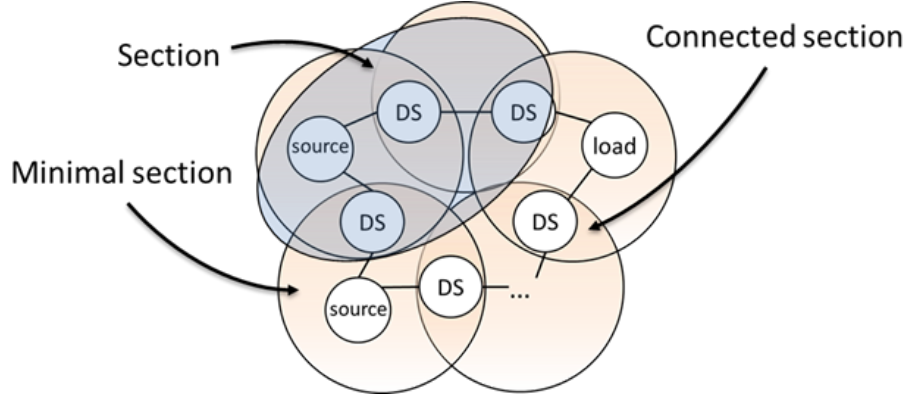 Section
Connected section
Minimal section
DS
DS
source
load
DS
DS
source
DS
...